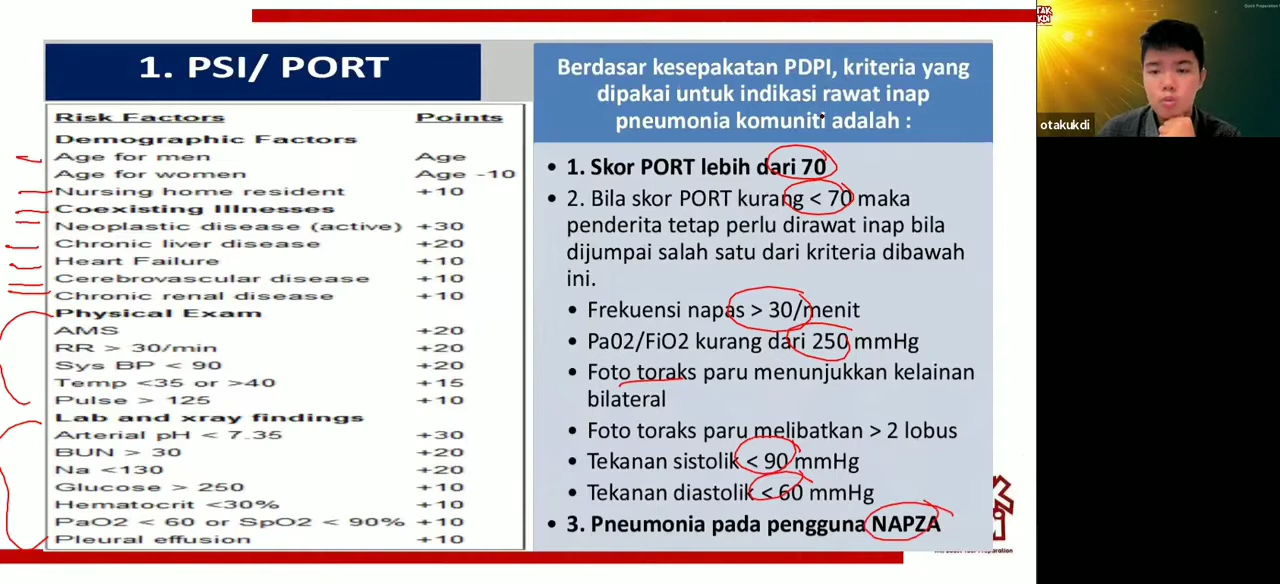 1. PSI/ PORT
Risk Factors Points
Demographic Factors
Age for men Age
Age for women Age -10
Nursing home resident +10
Coexisting Illnesses
Neoplastic disease (active) +30
Chronic liver disease +20
Heart Failure +10
Cerebrovascular disease +10
Chronic renal disease +10
Physical Exam
AMS +20
RR > 30/min +20
Sys BP < 90 +20
Temp <35 or >40 +15
Pulse > 125 +10
Lab and xray findings
Arterial pH < 7.35 +30
BUN > 30 +20
Na <130 +20
Glucose > 250 +10
Hematocrit <30% +10
PaO2 < 60 or SpO2 < 90% +10
Pleural effusion +10
Berdasar kesepakatan PDPI, kriteria yang
dipakai untuk indikasi rawat inap
pneumonia komuniti adalah :
• 1. Skor PORT lebih dari 70
• 2. Bila skor PORT kurang < 70 maka
penderita tetap perlu dirawat inap bila
dijumpai salah satu dari kriteria dibawah
ini.
• Frekuensi napas > 30/menit
• Pa02/FiO2 kurang dari 250 mmHg
• Foto toraks paru menunjukkan kelainan
bilateral
• Foto toraks paru melibatkan > 2 lobus
• Tekanan sistolik < 90 mmHg
• Tekanan diastolik < 60 mmHg
• 3. Pneumonia pada pengguna NAPZA
otakukdi